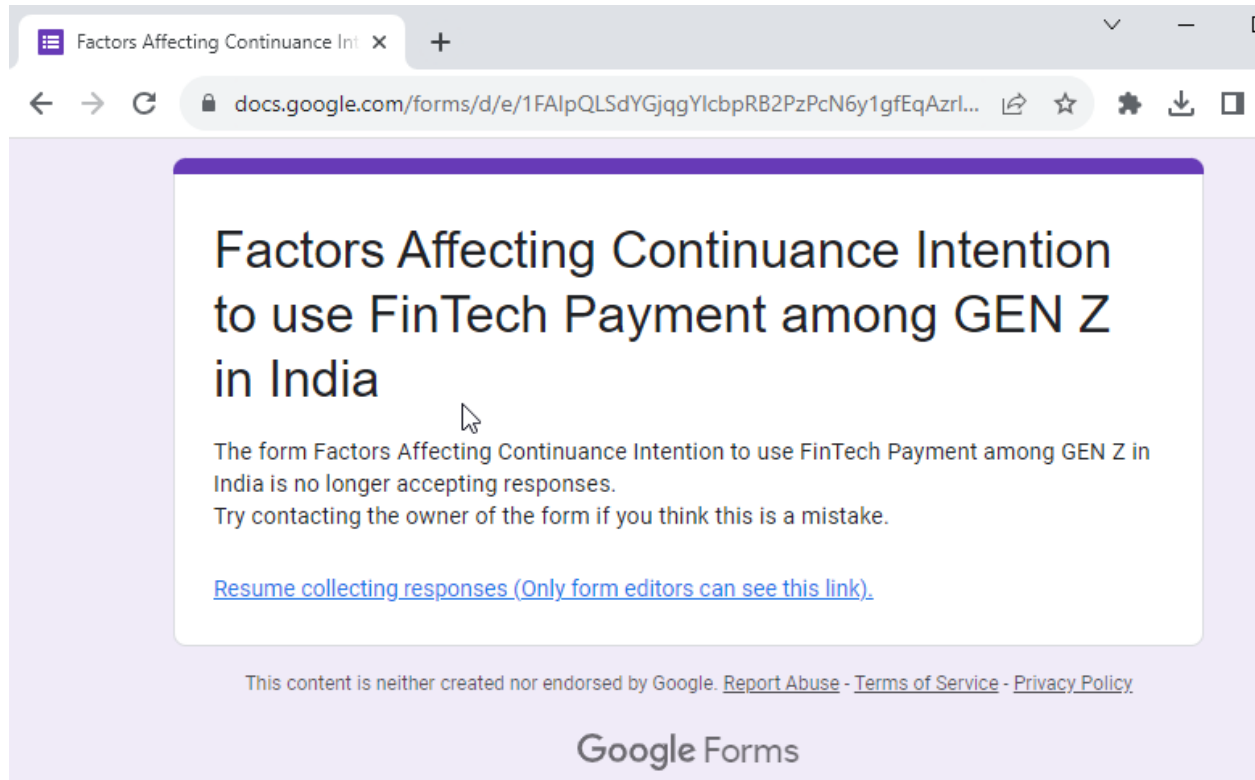 Factors Affecting Continuance Int
docs.google.com/forms/d/e/1FAIpQLSdYGjqgYIcbpRB2PzPcN6y1gfEqAzrI...
Factors Affecting Continuance Intention
to use FinTech Payment among GEN Z
in India
The form Factors Affecting Continuance Intention to use FinTech Payment among GEN Z in
India is no longer accepting responses.
Try contacting the owner of the form if you think this is a mistake.
Resume collecting responses (Only form editors can see this link).
This content is neither created nor endorsed by Google. Report Abuse - Terms of Service - Privacy Policy
Google Forms